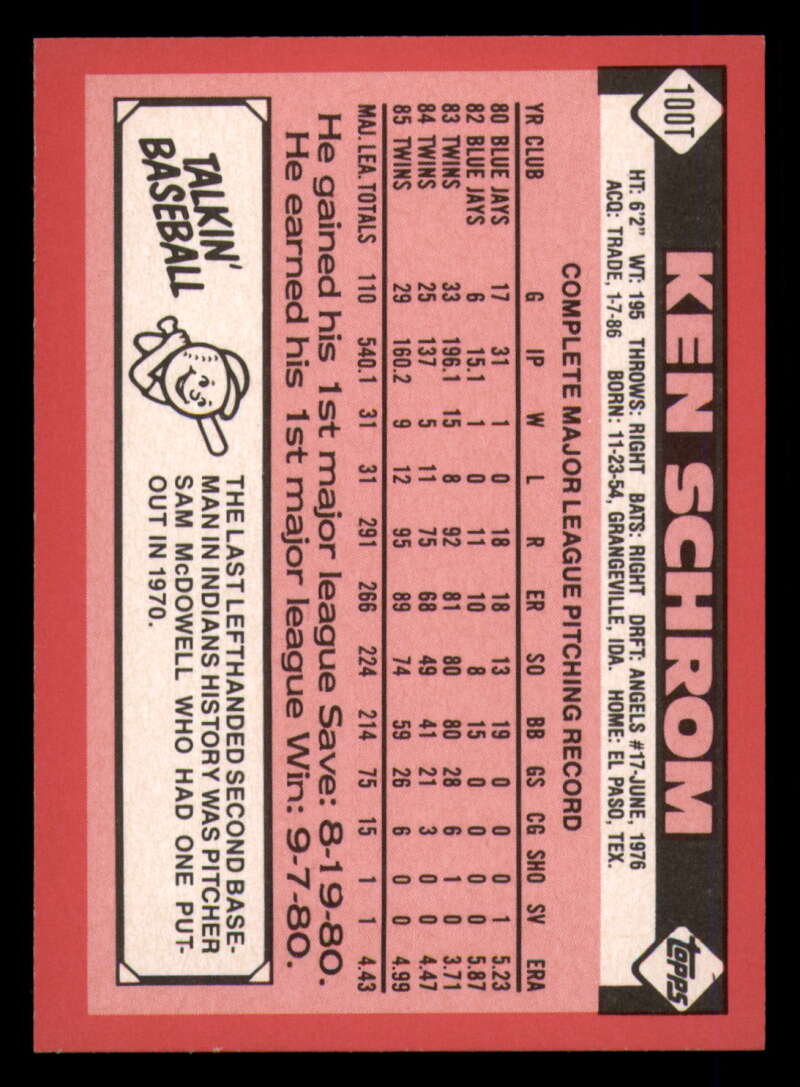 100T
KEN SCHROM
topps
HT: 6'2" WT: 195 THROWS: RIGHT BATS: RIGHT DRFT: ANGELS #17-JUNE, 1976
ACQ: TRADE, 1-7-86 BORN: 11-23-54, GRANGEVILLE, IDA. HOME: EL PASO, TEX.
COMPLETE MAJOR LEAGUE PITCHING RECORD
YR CLUB G IP W L R ER SO BB GS CG SHO SV ERA
80 BLUE JAYS 17 31 1 0 18 18 13 19 0 0 0 1 5.23
82 BLUE JAYS 6 15.1 1 0 11 10 8 15 0 0 0 0 5.87
83 TWINS 33 196.1 15 8 92 81 80 80 28 6 1 0 3.71
84 TWINS 25 137 5 11 75 68 49 41 21 3 0 0 4.47
85 TWINS 29 160.2 9 12 95 89 74 59 26 6 0 0 4.99
MAJ. LEA. TOTALS 110 540.1 31 31 291 266 224 214 75 15 1 1 4.43
He gained his 1st major league Save: 8-19-80.
He earned his 1st major league Win: 9-7-80.
TALKIN'
BASEBALL
THE LAST LEFTHANDED SECOND BASE-
MAN IN INDIANS HISTORY WAS PITCHER
SAM McDOWELL WHO HAD ONE PUT-
OUT IN 1970.